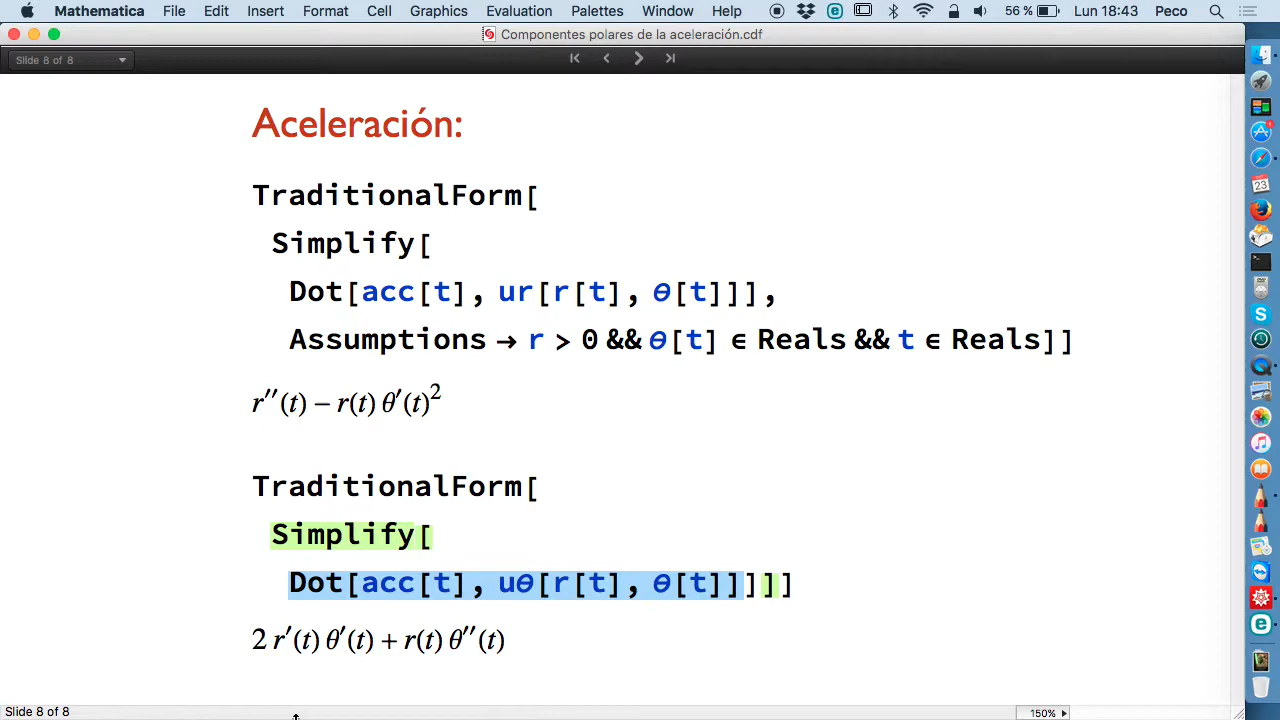 Mathematica File Edit Insert Format Cell Graphics Evaluation Palettes Window Help 56 % Lun 18:43 Peco
Componentes polares de la aceleración.cdf
Slide 8 of 8
Aceleración:
TraditionalForm[
Simplify[
Dot[acc[t], ur[r[t], θ[t]]],
Assumptions → r > 0 && θ[t] ∈ Reals && t ∈ Reals]]
r′′(t) − r(t) θ′(t)²
TraditionalForm[
Simplify[
Dot[acc[t], uθ[r[t], θ[t]]]]]
2 r′(t) θ′(t) + r(t) θ′′(t)
Slide 8 of 8 150%
23